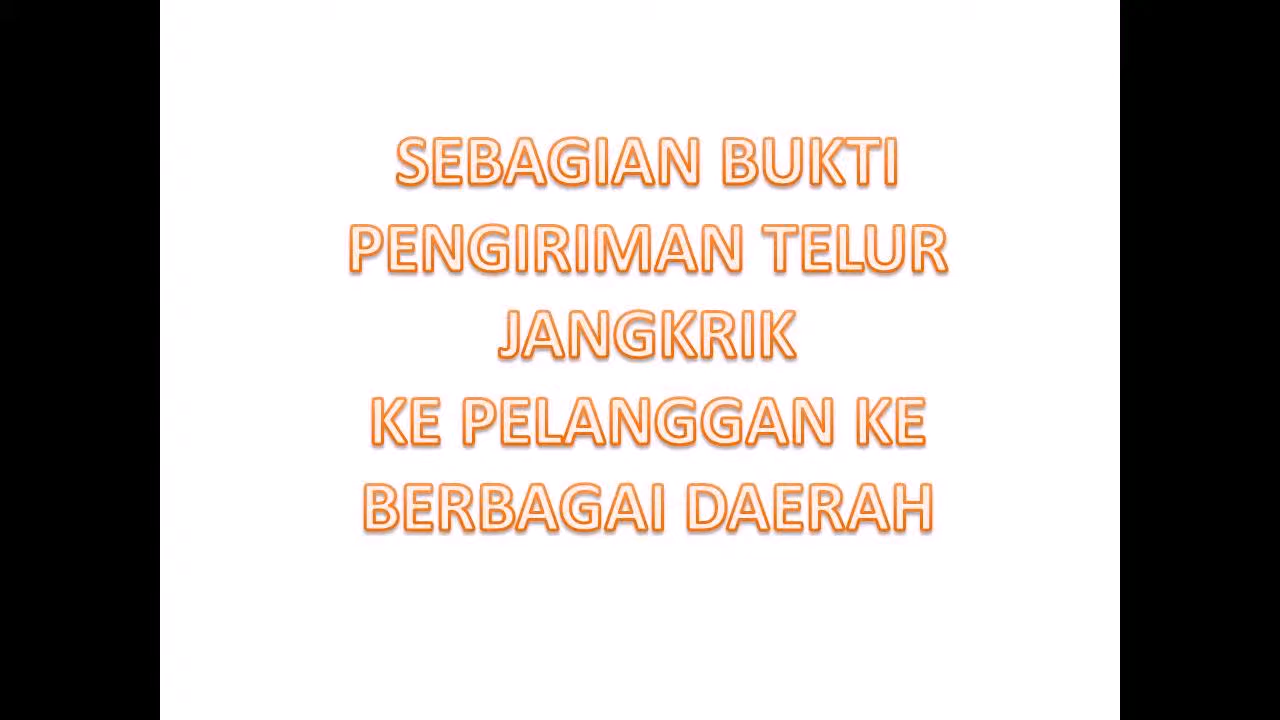 SEBAGIAN BUKTI
PENGIRIMAN TELUR
JANGKRIK
KE PELANGGAN KE
BERBAGAI DAERAH